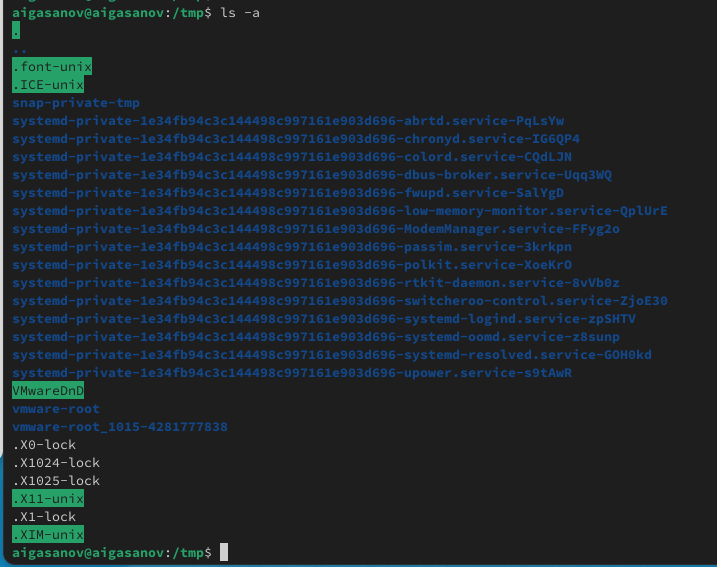 aigasanov@aigasanov:/tmp$ ls -a
.
..
.font-unix
.ICE-unix
snap-private-tmp
systemd-private-1e34fb94c3c144498c997161e903d696-abrtd.service-PqLsYw
systemd-private-1e34fb94c3c144498c997161e903d696-chronyd.service-IG6QP4
systemd-private-1e34fb94c3c144498c997161e903d696-colord.service-CQdLJN
systemd-private-1e34fb94c3c144498c997161e903d696-dbus-broker.service-Uqq3WQ
systemd-private-1e34fb94c3c144498c997161e903d696-fwupd.service-SalYgD
systemd-private-1e34fb94c3c144498c997161e903d696-low-memory-monitor.service-QplUrE
systemd-private-1e34fb94c3c144498c997161e903d696-ModemManager.service-FFyg2o
systemd-private-1e34fb94c3c144498c997161e903d696-passim.service-3krkpn
systemd-private-1e34fb94c3c144498c997161e903d696-polkit.service-XoeKrO
systemd-private-1e34fb94c3c144498c997161e903d696-rtkit-daemon.service-8vVb0z
systemd-private-1e34fb94c3c144498c997161e903d696-switcheroo-control.service-ZjoE30
systemd-private-1e34fb94c3c144498c997161e903d696-systemd-logind.service-zpSHTV
systemd-private-1e34fb94c3c144498c997161e903d696-systemd-oomd.service-z8sunp
systemd-private-1e34fb94c3c144498c997161e903d696-systemd-resolved.service-GOH0kd
systemd-private-1e34fb94c3c144498c997161e903d696-upower.service-s9tAwR
VMwareDnD
vmware-root
vmware-root_1015-4281777838
.X0-lock
.X1024-lock
.X1025-lock
.X11-unix
.X1-lock
.XIM-unix
aigasanov@aigasanov:/tmp$